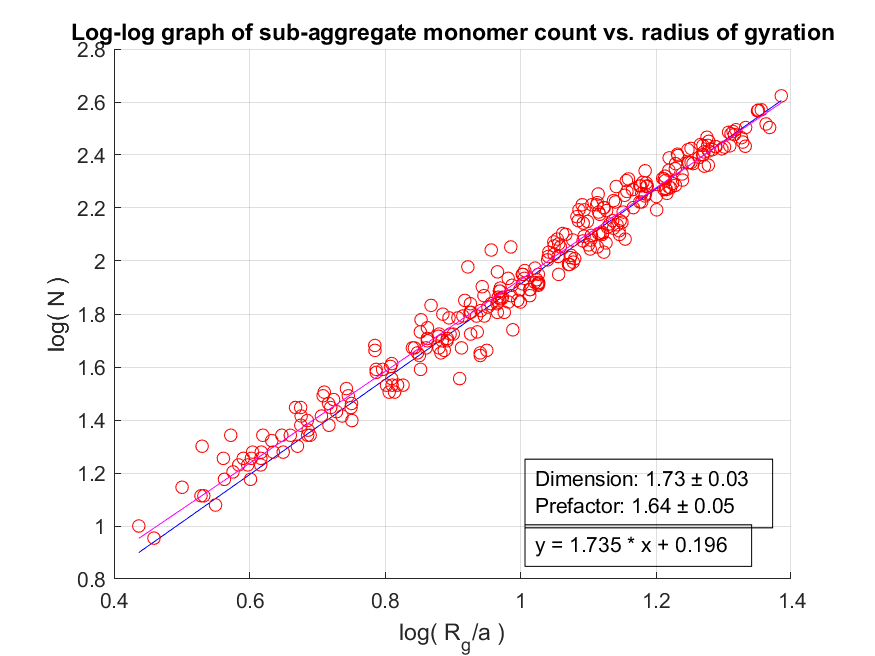 Log-log graph of sub-aggregate monomer count vs. radius of gyration
2.8
2.6
2.4
2.2
2
1.8
1.6
1.4
1.2
1
0.8
log( N )
Dimension: 1.73 ± 0.03
Prefactor: 1.64 ± 0.05
y = 1.735 * x + 0.196
0.4 0.6 0.8 1 1.2 1.4
log( Rg/a )